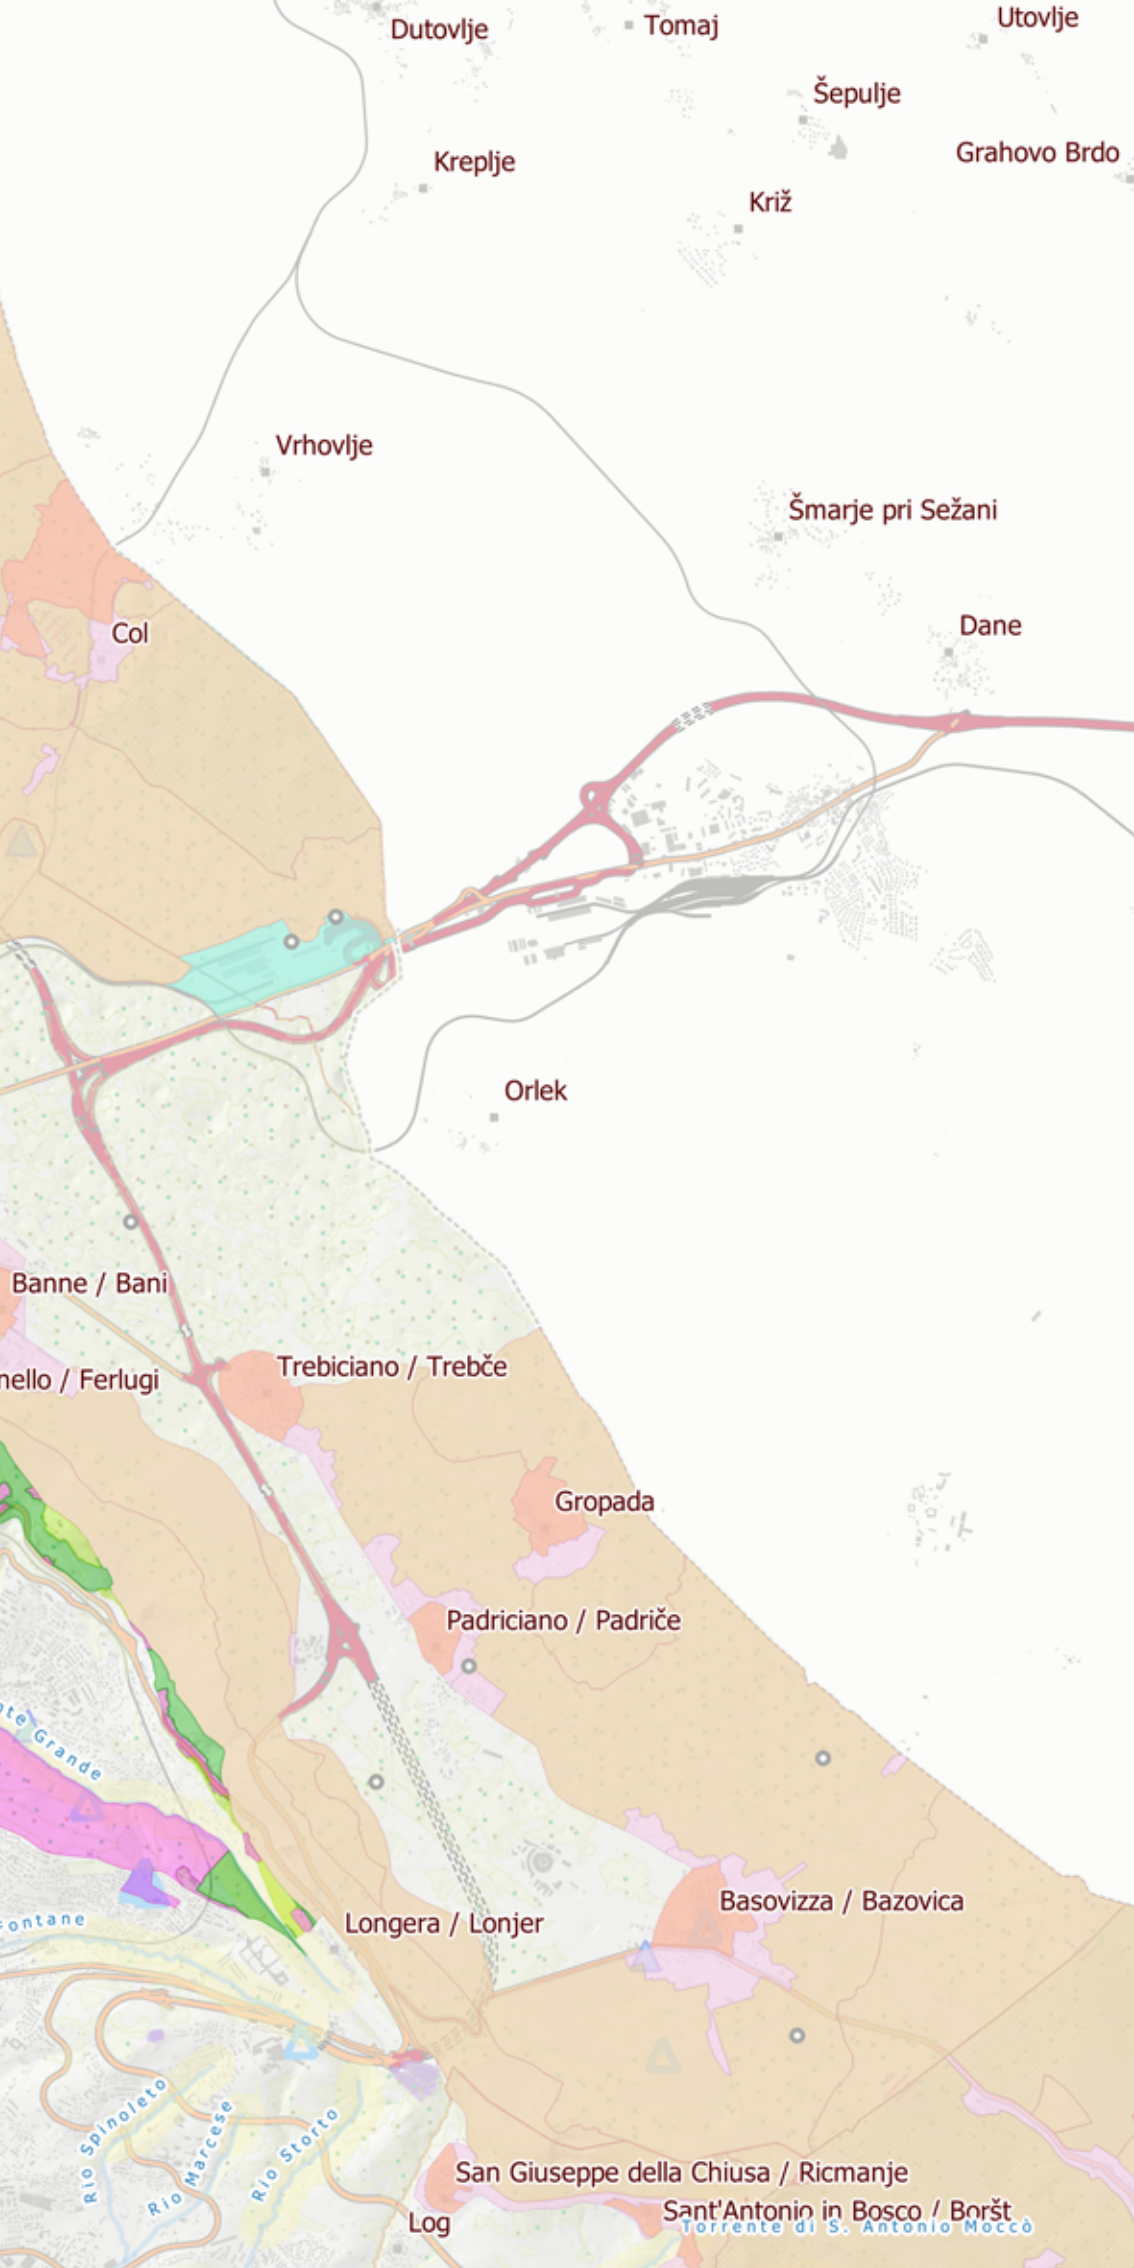 Dutovlje
Tomaj
Utovlje
Šepulje
Grahovo Brdo
Kreplje
Križ
Vrhovlje
Šmarje pri Sežani
Dane
Col
Orlek
Banne / Bani
Trebiciano / Trebče
nello / Ferlugi
Gropada
Padriciano / Padriče
nte Grande
Basovizza / Bazovica
Longera / Lonjer
Fontane
Rio Spinoleto
Rio Marcese
Rio Storto
San Giuseppe della Chiusa / Ricmanje
Sant'Antonio in Bosco / Boršt
Log
Torrente di S. Antonio Moccò